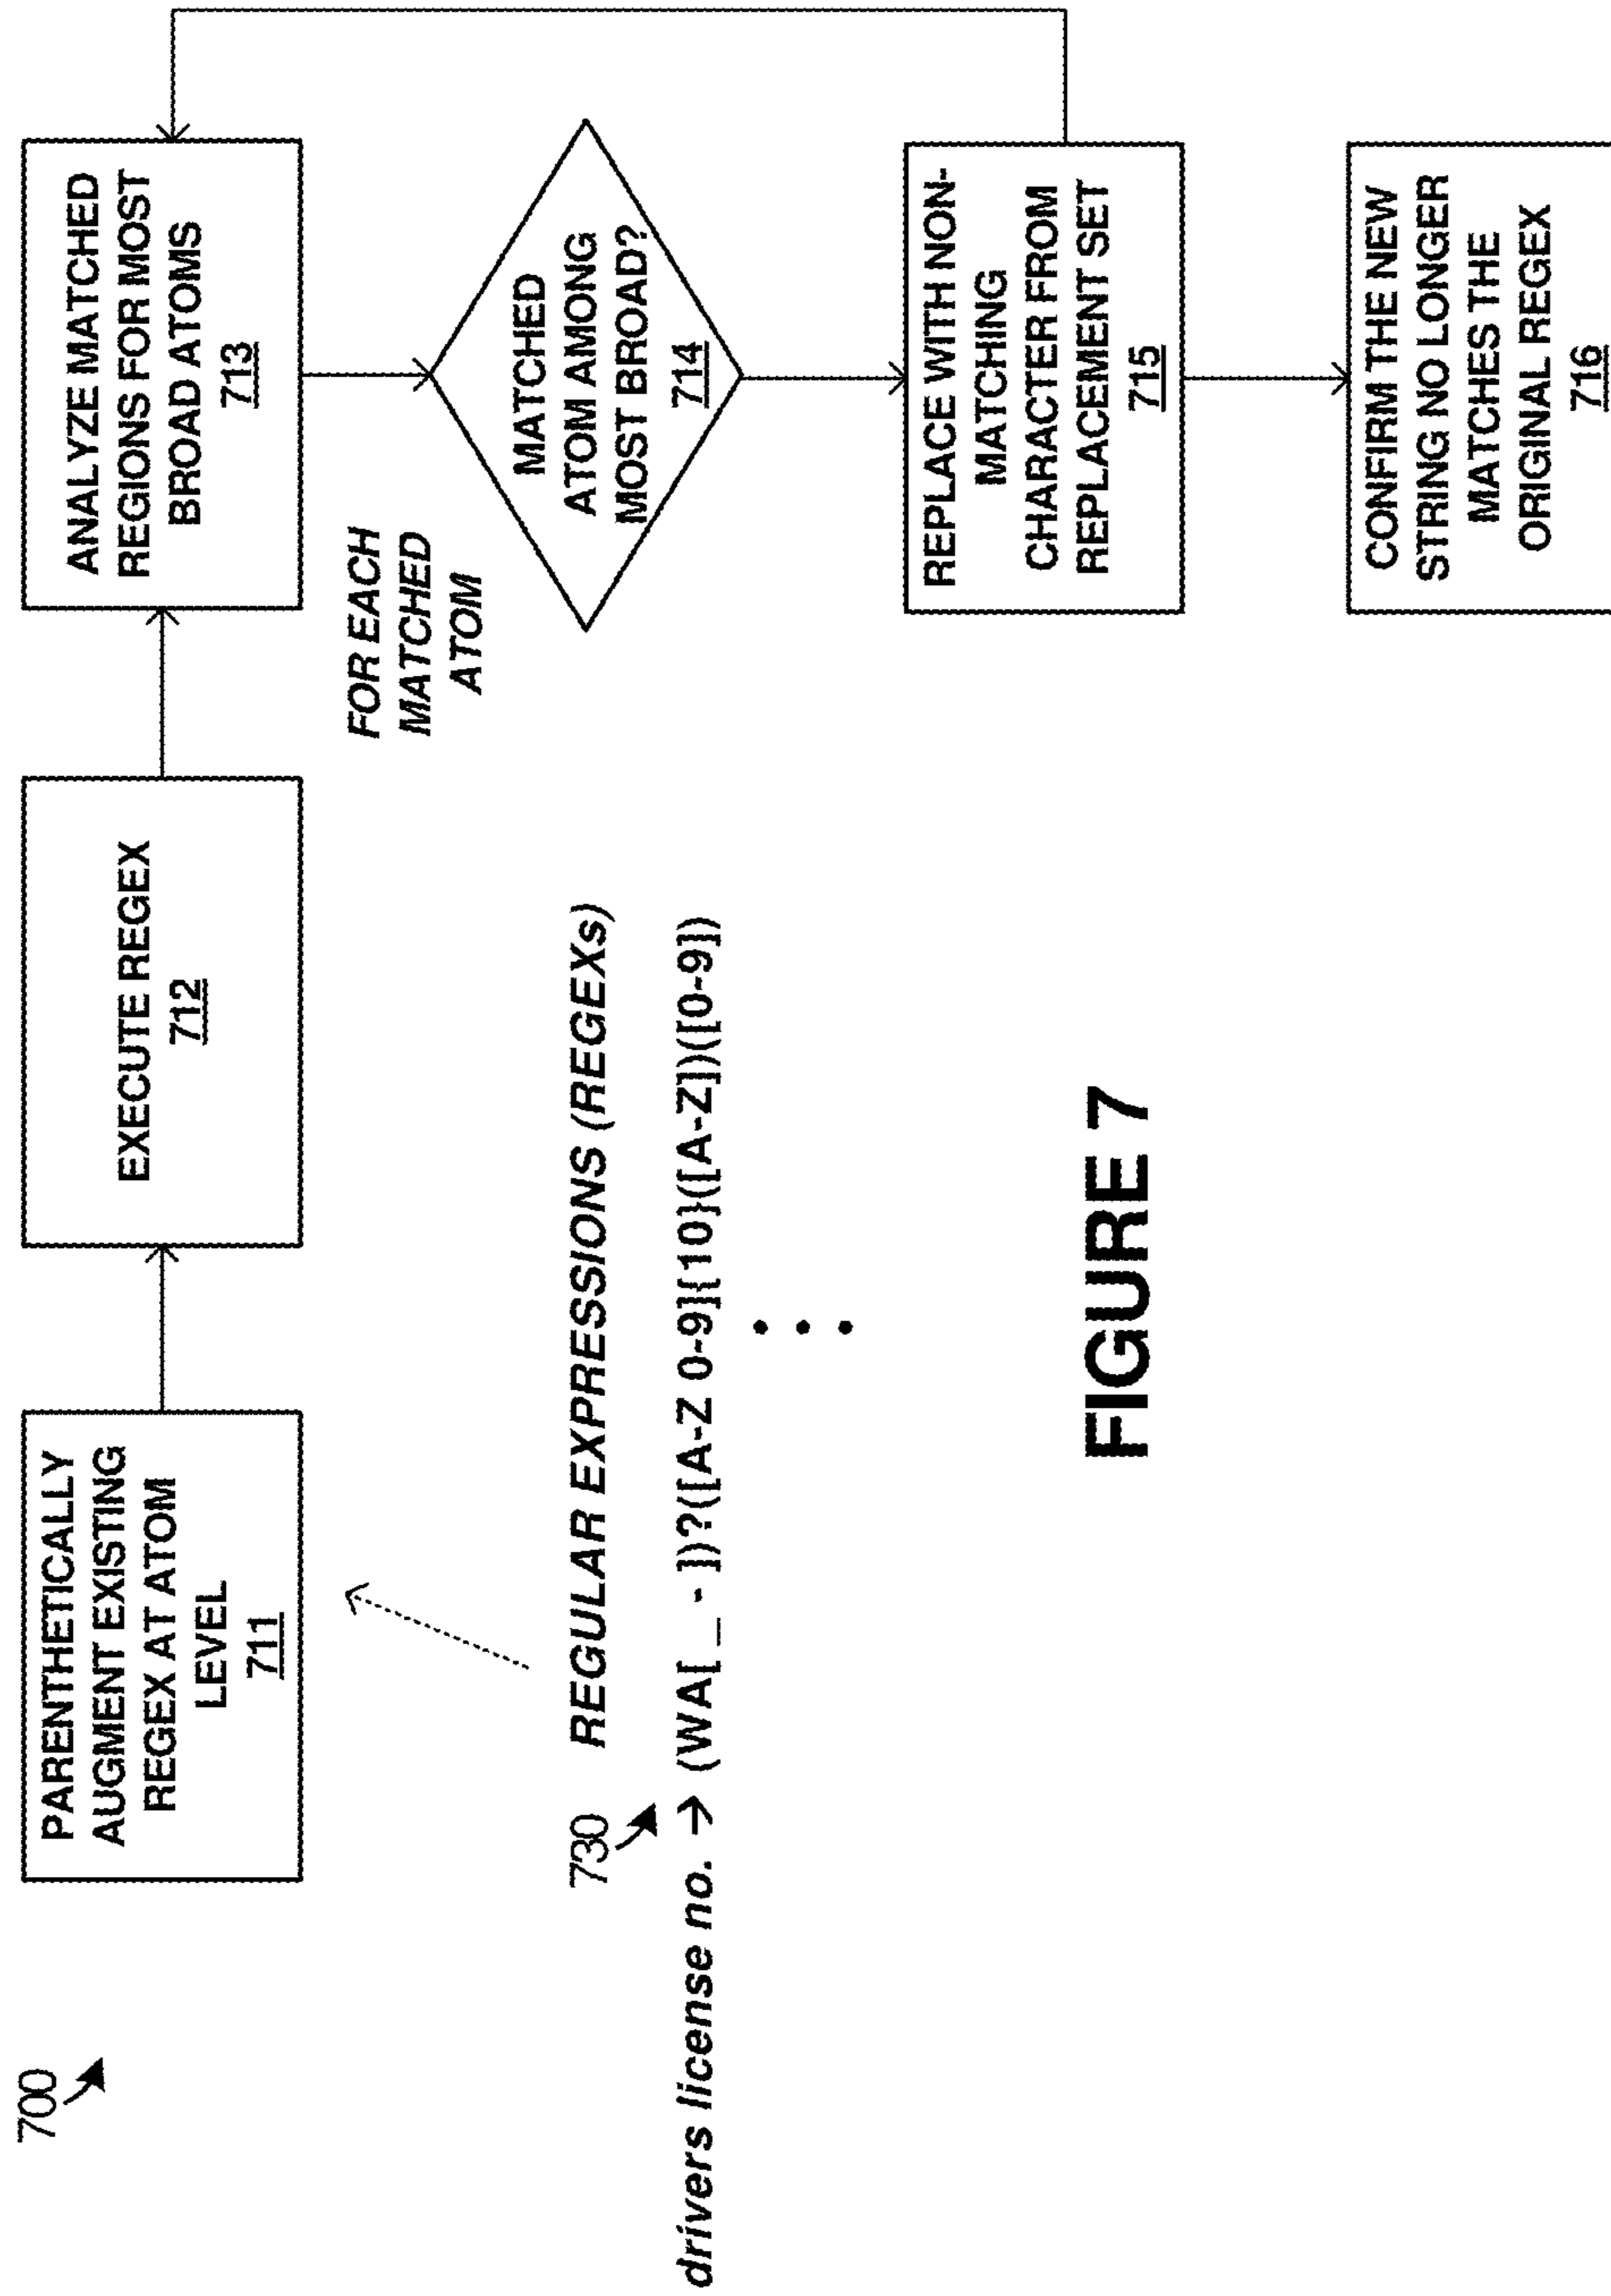 700
PARENTHETICALLY
AUGMENT EXISTING
REGEX AT ATOM
LEVEL
711
EXECUTE REGEX
712
ANALYZE MATCHED
REGIONS FOR MOST
BROAD ATOMS
713
FOR EACH
MATCHED
ATOM
MATCHED
ATOM AMONG
MOST BROAD?
714
REPLACE WITH NON-
MATCHING
CHARACTER FROM
REPLACEMENT SET
715
CONFIRM THE NEW
STRING NO LONGER
MATCHES THE
ORIGINAL REGEX
716
730 REGULAR EXPRESSIONS (REGEXs)
drivers license no. → (WA[ _ - ])?([A-Z 0-9]{10}([A-Z])([0-9])
FIGURE 7